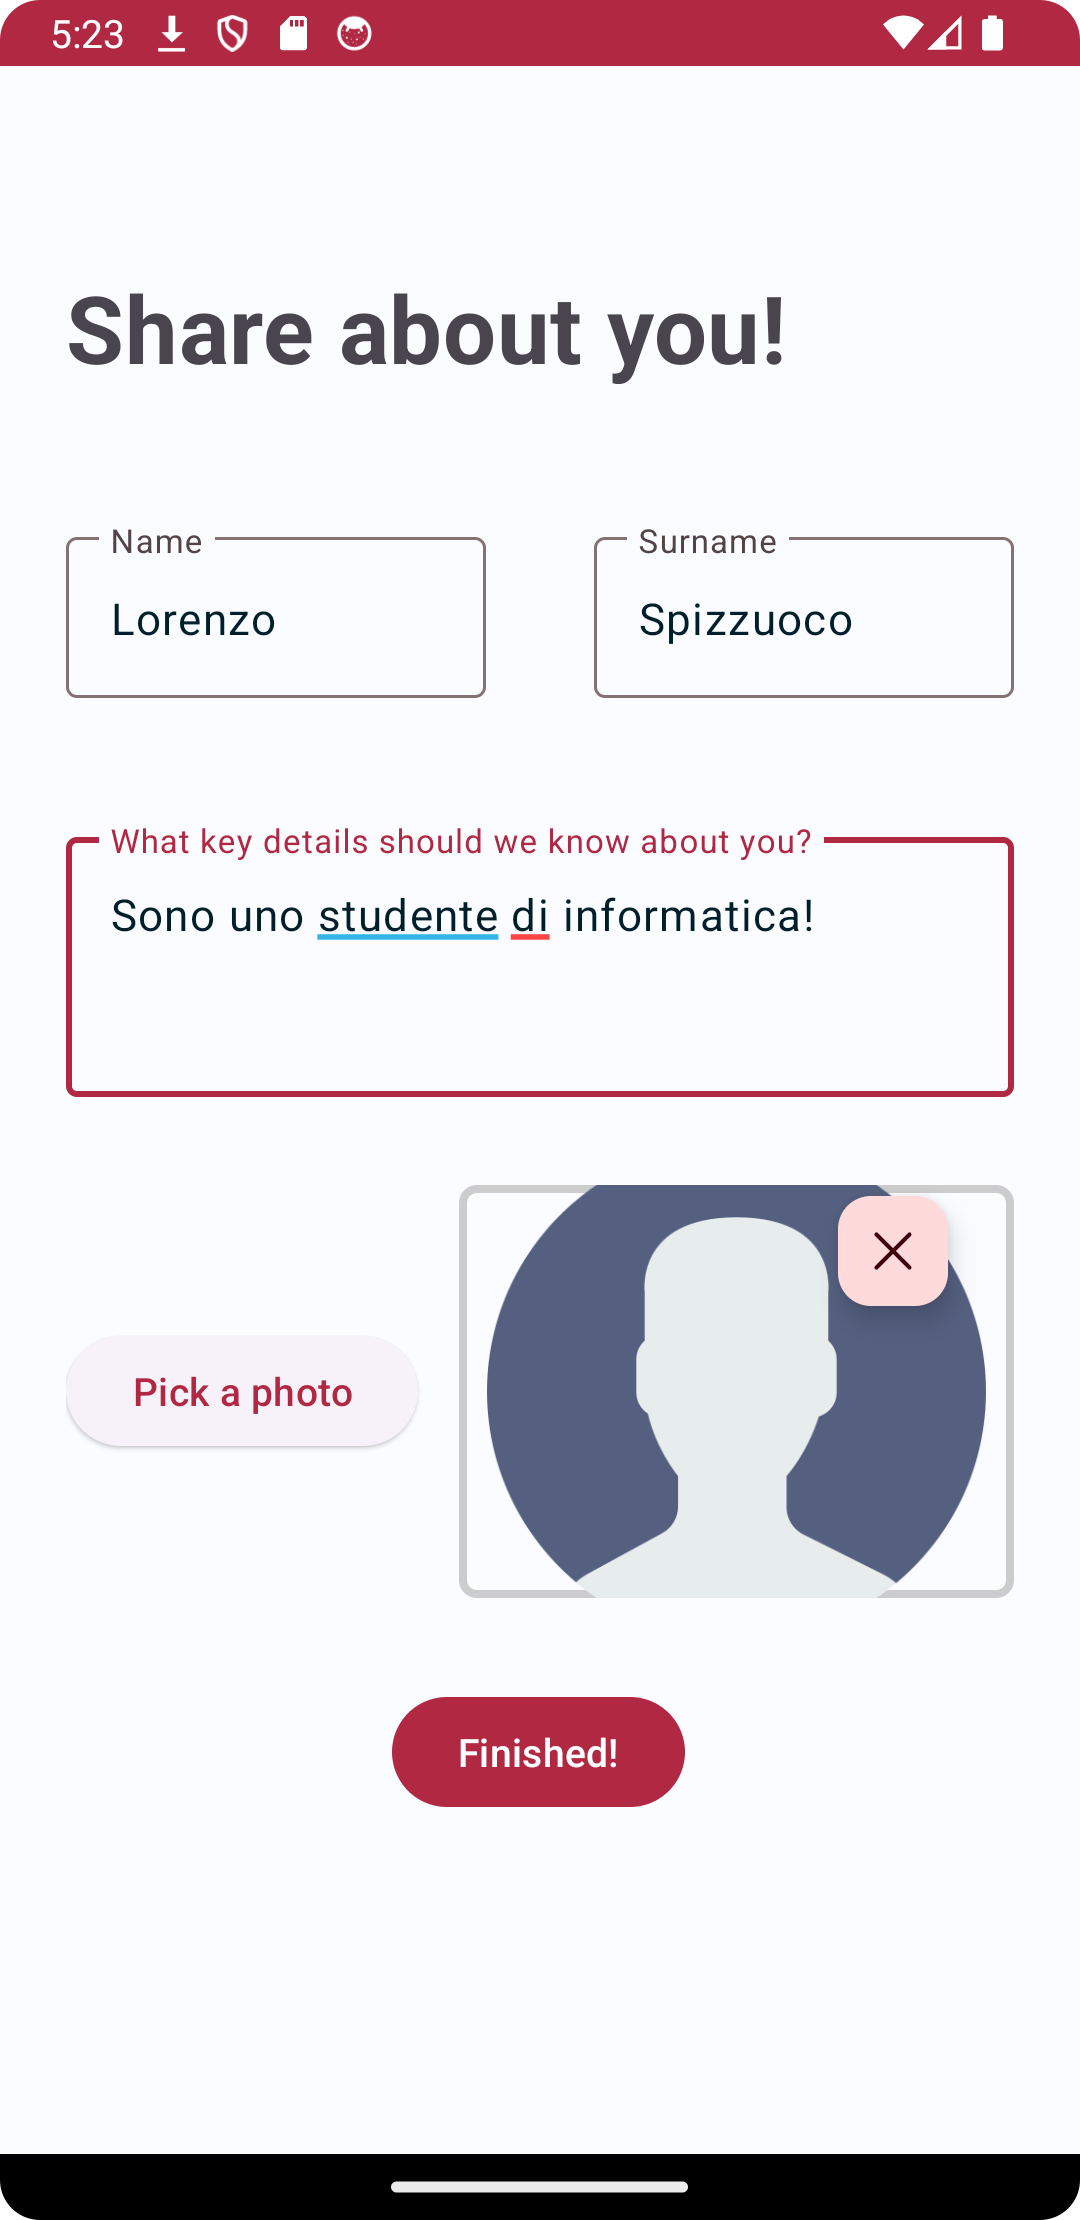 5:23
Share about you!
Name
Surname
Lorenzo
Spizzuoco
What key details should we know about you?
Sono uno studente di informatica!
Pick a photo
Finished!